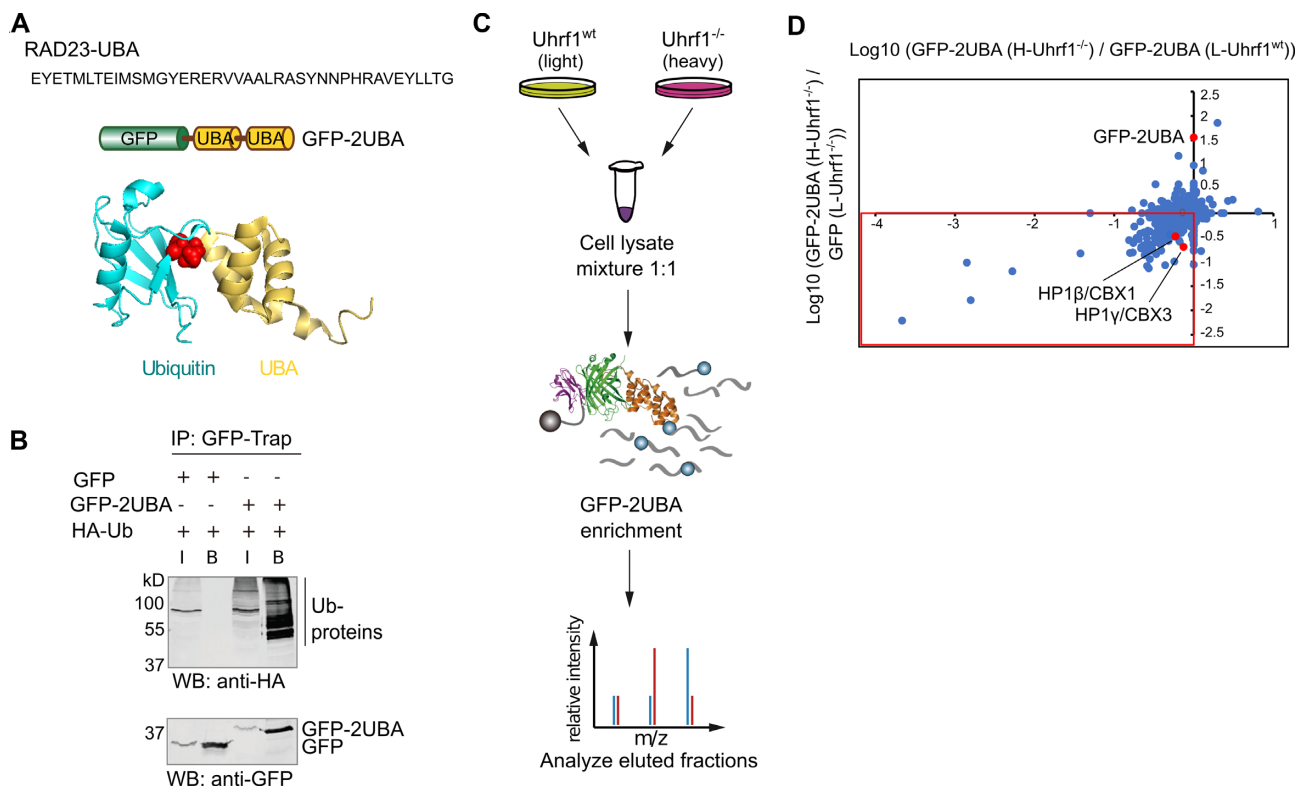 A
RAD23-UBA
EYETMLTEIMSMGYERERVVAALRASYNNPHRAVEYLLTG
GFP UBA UBA GFP-2UBA
Ubiquitin UBA
B
IP: GFP-Trap
GFP + + - -
GFP-2UBA - - + +
HA-Ub + + + +
I B I B
kD
100
55
37
Ub-
proteins
WB: anti-HA
37
GFP-2UBA
GFP
WB: anti-GFP
C
Uhrf1wt
(light)
Uhrf1-/-
(heavy)
Cell lysate
mixture 1:1
GFP-2UBA
enrichment
relative intensity
m/z
Analyze eluted fractions
D
Log10 (GFP-2UBA (H-Uhrf1-/-) / GFP-2UBA (L-Uhrf1wt))
Log10 (GFP-2UBA (H-Uhrf1-/-) /
GFP (L-Uhrf1-/-))
2.5
2
1.5
1
0.5
0
-0.5
-1
-1.5
-2
-2.5
-4 -3 -2 -1 0 1
GFP-2UBA
HP1β/CBX1
HP1γ/CBX3